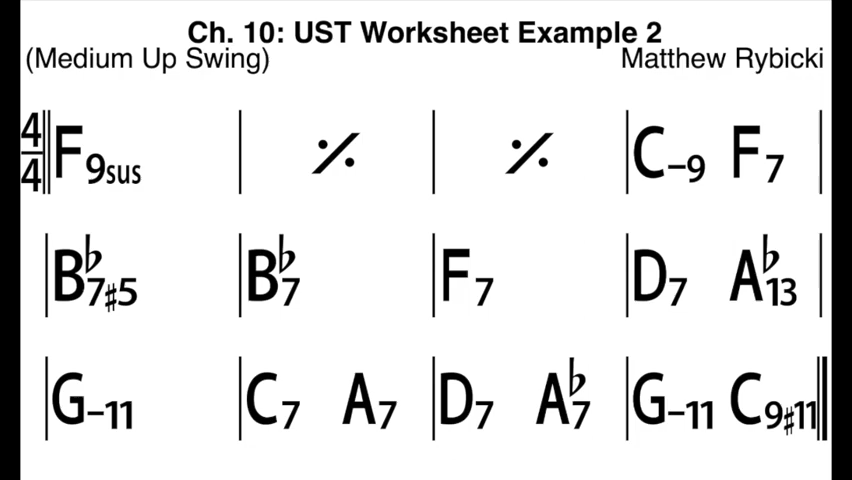 Ch. 10: UST Worksheet Example 2
(Medium Up Swing) Matthew Rybicki
4/4 F9sus 𝄎 𝄎 C–9 F7
B♭7♯5 B♭7 F7 D7 A♭13
G–11 C7 A7 D7 A♭7 G–11 C9♯11